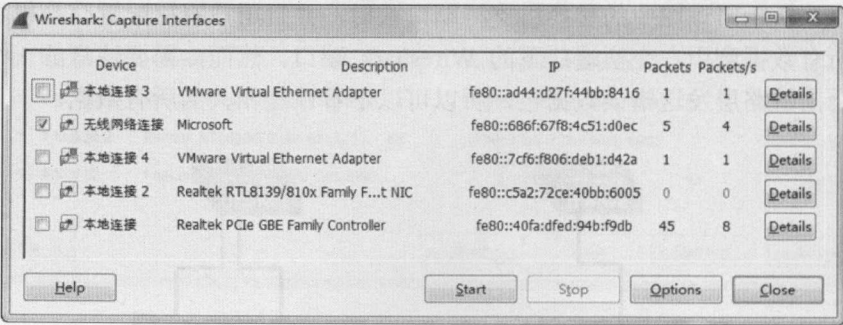 Wireshark: Capture Interfaces
Device Description IP Packets Packets/s
本地连接 3 VMware Virtual Ethernet Adapter fe80::ad44:d27f:44bb:8416 1 1 Details
无线网络连接 Microsoft fe80::686f:67f8:4c51:d0ec 5 4 Details
本地连接 4 VMware Virtual Ethernet Adapter fe80::7cf6:f806:deb1:d42a 1 1 Details
本地连接 2 Realtek RTL8139/810x Family F...t NIC fe80::c5a2:72ce:40bb:6005 0 0 Details
本地连接 Realtek PCIe GBE Family Controller fe80::40fa:dfed:94b:f9db 45 8 Details
Help Start Stop Options Close